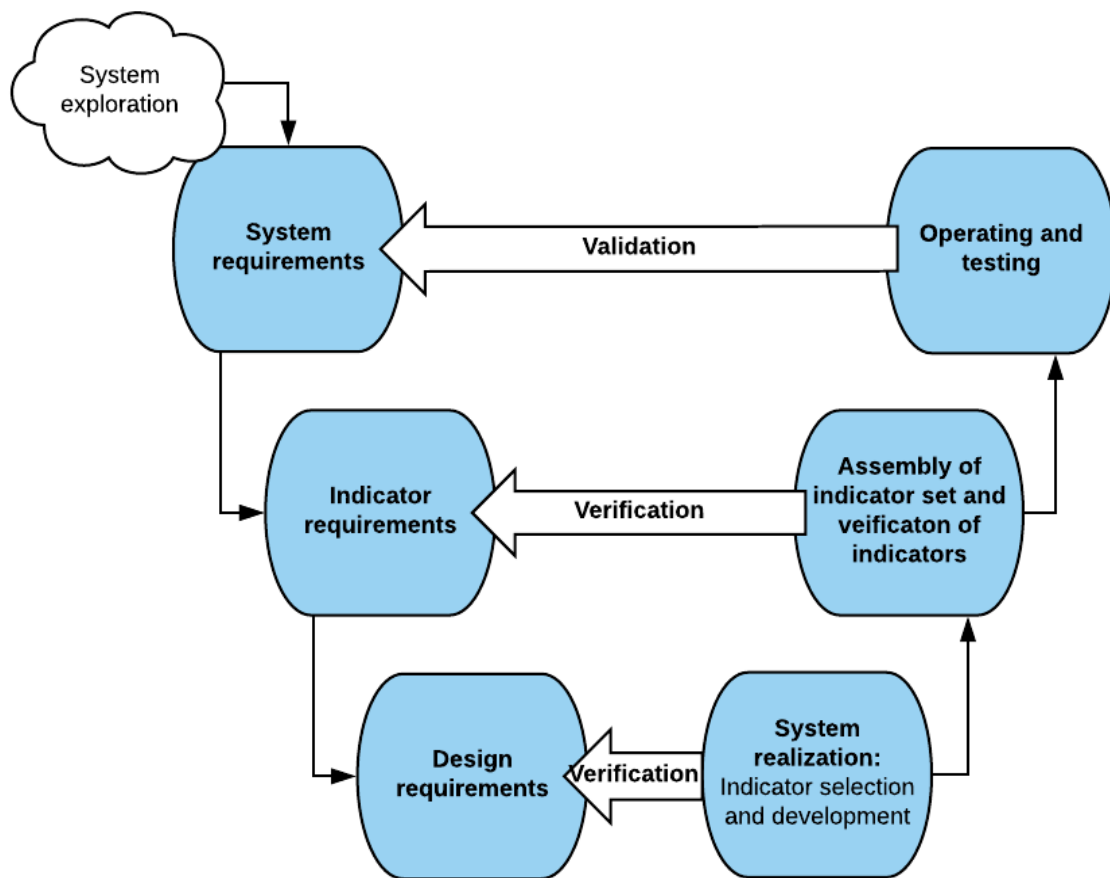 System
exploration
System
requirements
Validation
Operating and
testing
Indicator
requirements
Verification
Assembly of
indicator set and
veificaton of
indicators
Design
requirements
Verification
System
realization:
Indicator selection
and development